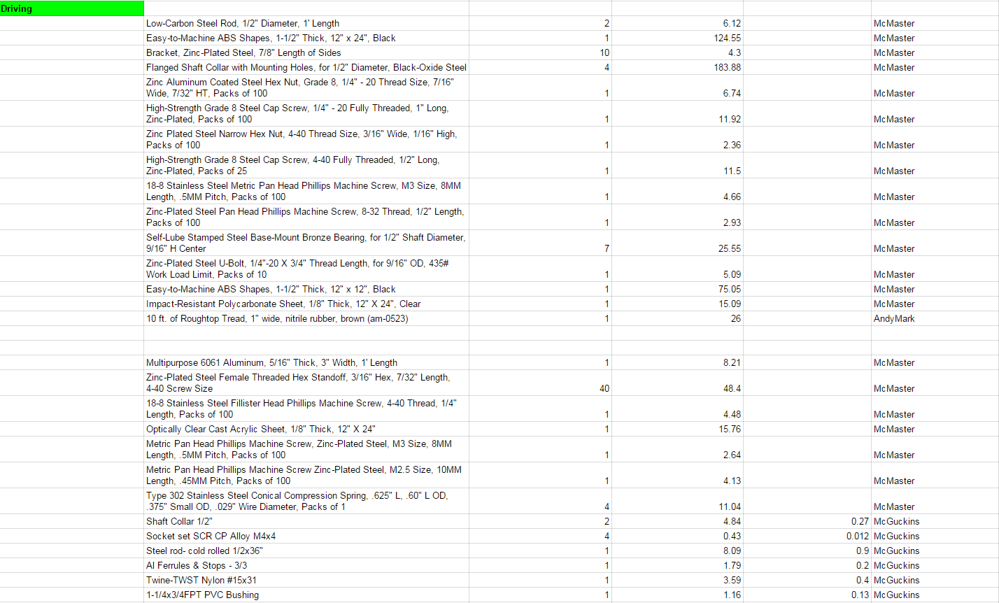 Driving
Low-Carbon Steel Rod, 1/2" Diameter, 1' Length 2 6.12 McMaster
Easy-to-Machine ABS Shapes, 1-1/2" Thick, 12" x 24", Black 1 124.55 McMaster
Bracket, Zinc-Plated Steel, 7/8" Length of Sides 10 4.3 McMaster
Flanged Shaft Collar with Mounting Holes, for 1/2" Diameter, Black-Oxide Steel 4 183.88 McMaster
Zinc Aluminum Coated Steel Hex Nut, Grade 8, 1/4" - 20 Thread Size, 7/16"
Wide, 7/32" HT, Packs of 100 1 6.74 McMaster
High-Strength Grade 8 Steel Cap Screw, 1/4" - 20 Fully Threaded, 1" Long,
Zinc-Plated, Packs of 100 1 11.92 McMaster
Zinc Plated Steel Narrow Hex Nut, 4-40 Thread Size, 3/16" Wide, 1/16" High,
Packs of 100 1 2.36 McMaster
High-Strength Grade 8 Steel Cap Screw, 4-40 Fully Threaded, 1/2" Long,
Zinc-Plated, Packs of 25 1 11.5 McMaster
18-8 Stainless Steel Metric Pan Head Phillips Machine Screw, M3 Size, 8MM
Length, .5MM Pitch, Packs of 100 1 4.66 McMaster
Zinc-Plated Steel Pan Head Phillips Machine Screw, 8-32 Thread, 1/2" Length,
Packs of 100 1 2.93 McMaster
Self-Lube Stamped Steel Base-Mount Bronze Bearing, for 1/2" Shaft Diameter,
9/16" H Center 7 25.55 McMaster
Zinc-Plated Steel U-Bolt, 1/4"-20 X 3/4" Thread Length, for 9/16" OD, 435#
Work Load Limit, Packs of 10 1 5.09 McMaster
Easy-to-Machine ABS Shapes, 1-1/2" Thick, 12" x 12", Black 1 75.05 McMaster
Impact-Resistant Polycarbonate Sheet, 1/8" Thick, 12" X 24", Clear 1 15.09 McMaster
10 ft. of Roughtop Tread, 1" wide, nitrile rubber, brown (am-0523) 1 26 AndyMark
Multipurpose 6061 Aluminum, 5/16" Thick, 3" Width, 1' Length 1 8.21 McMaster
Zinc-Plated Steel Female Threaded Hex Standoff, 3/16" Hex, 7/32" Length,
4-40 Screw Size 40 48.4 McMaster
18-8 Stainless Steel Fillister Head Phillips Machine Screw, 4-40 Thread, 1/4"
Length, Packs of 100 1 4.48 McMaster
Optically Clear Cast Acrylic Sheet, 1/8" Thick, 12" X 24" 1 15.76 McMaster
Metric Pan Head Phillips Machine Screw, Zinc-Plated Steel, M3 Size, 8MM
Length, .5MM Pitch, Packs of 100 1 2.64 McMaster
Metric Pan Head Phillips Machine Screw Zinc-Plated Steel, M2.5 Size, 10MM
Length, .45MM Pitch, Packs of 100 1 4.13 McMaster
Type 302 Stainless Steel Conical Compression Spring, .625" L, .60" L OD,
.375" Small OD, .029" Wire Diameter, Packs of 1 4 11.04 McMaster
Shaft Collar 1/2" 2 4.84 0.27 McGuckins
Socket set SCR CP Alloy M4x4 4 0.43 0.012 McGuckins
Steel rod- cold rolled 1/2x36" 1 8.09 0.9 McGuckins
Al Ferrules & Stops - 3/3 1 1.79 0.2 McGuckins
Twine-TWST Nylon #15x31 1 3.59 0.4 McGuckins
1-1/4x3/4FPT PVC Bushing 1 1.16 0.13 McGuckins